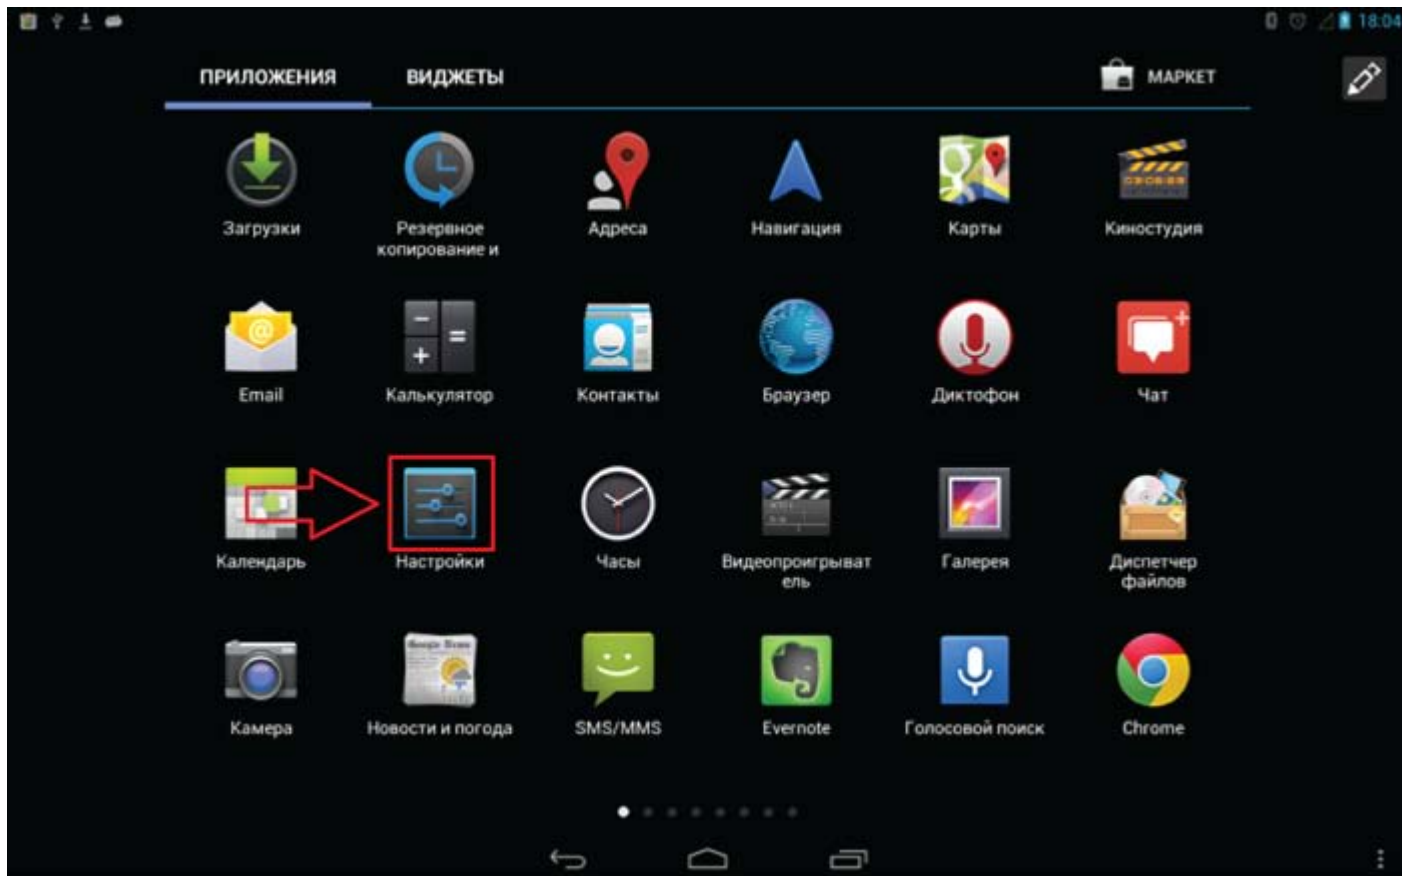 18:04
ПРИЛОЖЕНИЯ
ВИДЖЕТЫ
МАРКЕТ
Загрузки
Резервное
копирование и
Адреса
Навигация
Карты
Киностудия
Email
Калькулятор
Контакты
Браузер
Диктофон
Чат
Календарь
Настройки
Часы
Видеопроигрыват
ель
Галерея
Диспетчер
файлов
Камера
Новости и погода
SMS/MMS
Evernote
Голосовой поиск
Chrome